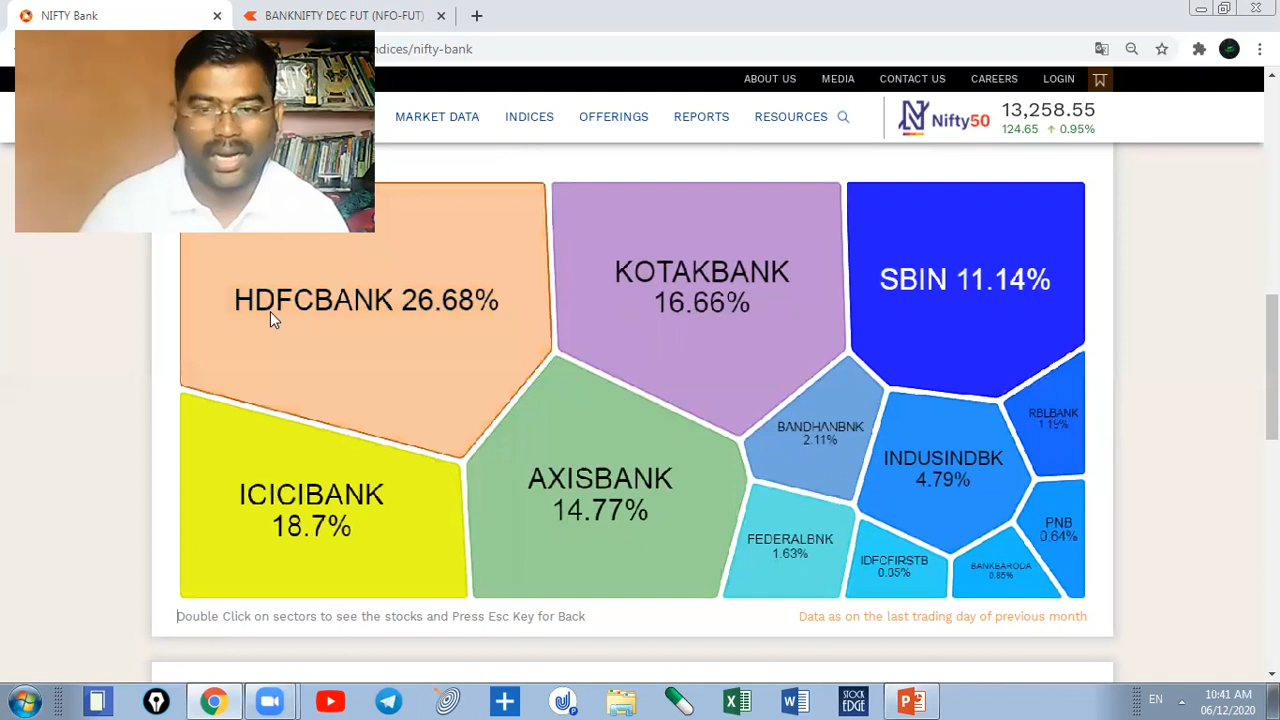 NIFTY Bank
BANKNIFTY DEC FUT (NFO-FUT)
ndices/nifty-bank
ABOUT US MEDIA CONTACT US CAREERS LOGIN
MARKET DATA INDICES OFFERINGS REPORTS RESOURCES
Nifty50
13,258.55
124.65 ↑ 0.95%
HDFCBANK 26.68%
KOTAKBANK
16.66%
SBIN 11.14%
ICICIBANK
18.7%
AXISBANK
14.77%
BANDHANBNK
2.11%
INDUSINDBK
4.79%
RBLBANK
1.19%
FEDERALBNK
1.63%
IDFCFIRSTB
BANKBARODA
PNB
0.64%
Double Click on sectors to see the stocks and Press Esc Key for Back
Data as on the last trading day of previous month
STOCK
EDGE
EN
10:41 AM
06/12/2020